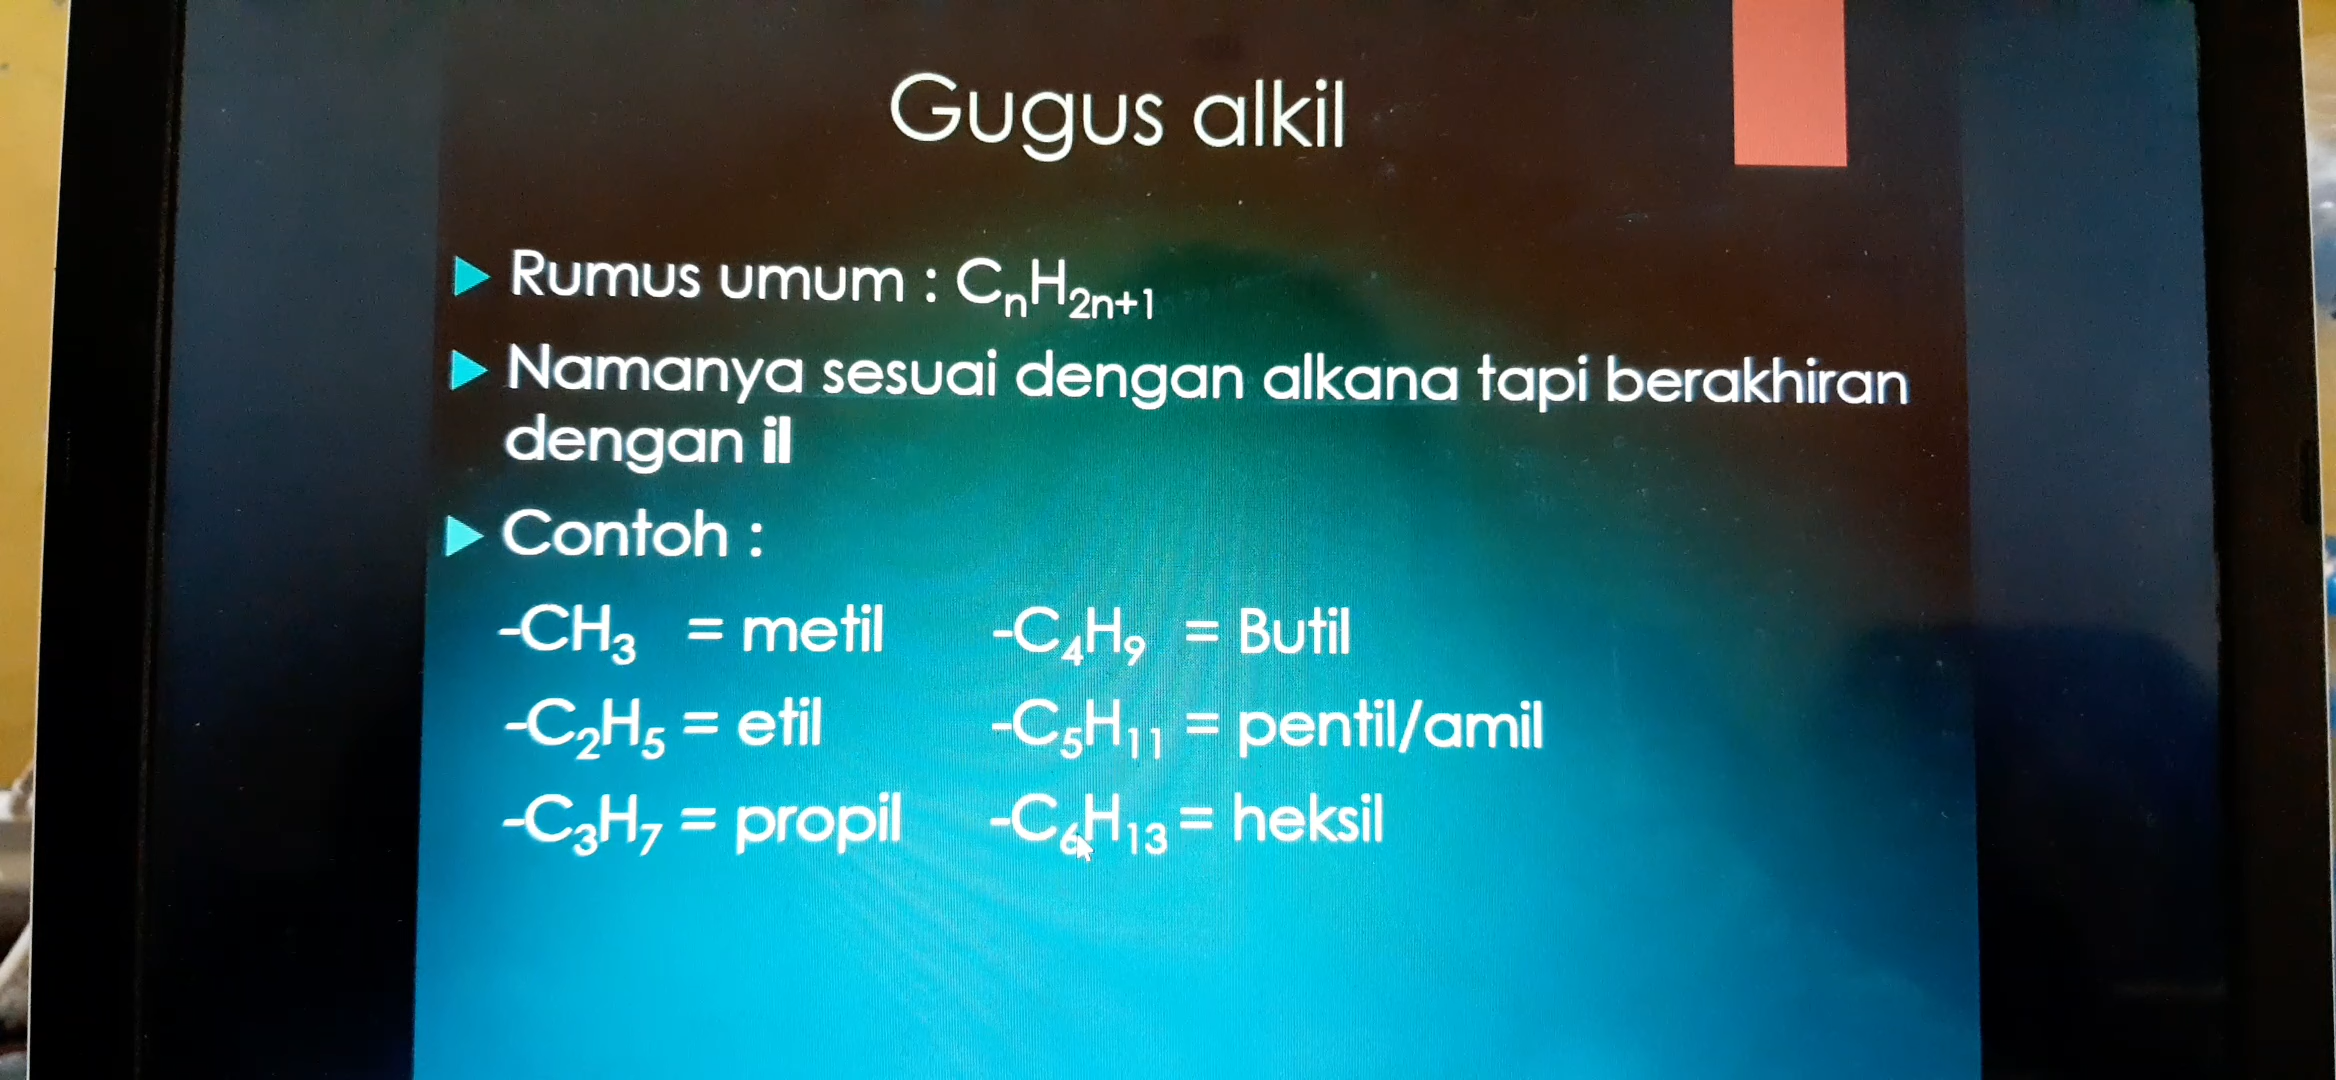 Gugus alkil
Rumus umum : CₙH₂ₙ₊₁
Namanya sesuai dengan alkana tapi berakhiran
dengan il
Contoh :
-CH₃ = metil -C₄H₉ = Butil
-C₂H₅ = etil -C₅H₁₁ = pentil/amil
-C₃H₇ = propil -C₆H₁₃ = heksil